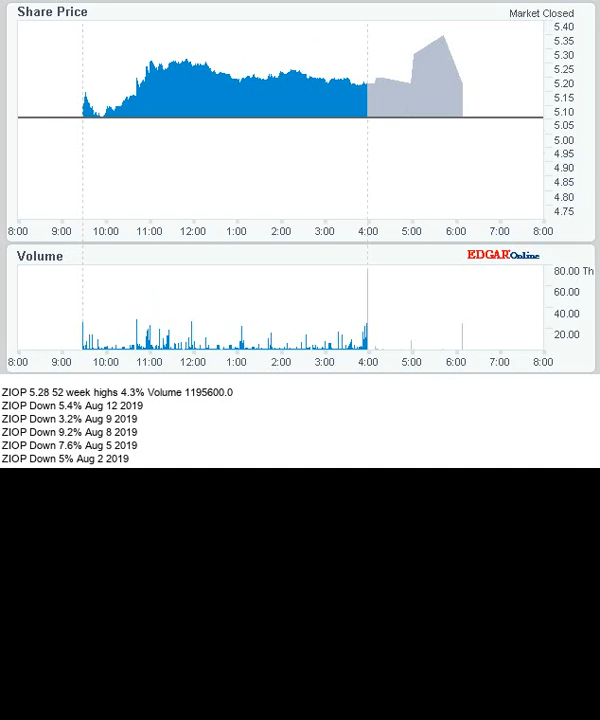 Share Price
Market Closed
5.40
5.35
5.30
5.25
5.20
5.15
5.10
5.05
5.00
4.95
4.90
4.85
4.80
4.75
8:00 9:00 10:00 11:00 12:00 1:00 2:00 3:00 4:00 5:00 6:00 7:00 8:00
Volume
EDGAR Online
80.00 Th
60.00
40.00
20.00
8:00 9:00 10:00 11:00 12:00 1:00 2:00 3:00 4:00 5:00 6:00 7:00 8:00
ZIOP 5.28 52 week highs 4.3% Volume 1195600.0
ZIOP Down 5.4% Aug 12 2019
ZIOP Down 3.2% Aug 9 2019
ZIOP Down 9.2% Aug 8 2019
ZIOP Down 7.6% Aug 5 2019
ZIOP Down 5% Aug 2 2019